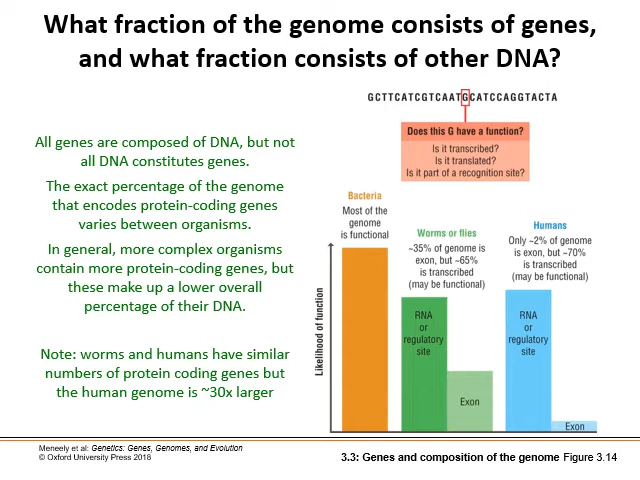 What fraction of the genome consists of genes,
and what fraction consists of other DNA?
All genes are composed of DNA, but not
all DNA constitutes genes.
The exact percentage of the genome
that encodes protein-coding genes
varies between organisms.
In general, more complex organisms
contain more protein-coding genes, but
these make up a lower overall
percentage of their DNA.
Note: worms and humans have similar
numbers of protein coding genes but
the human genome is ~30x larger
GCTTCATCGTCAATGCATCCAGGTACTA
Does this G have a function?
Is it transcribed?
Is it translated?
Is it part of a recognition site?
Bacteria
Most of the
genome
is functional
Worms or flies
~35% of genome is
exon, but ~65%
is transcribed
(may be functional)
Humans
Only ~2% of genome
is exon, but ~70%
is transcribed
(may be functional)
Likelihood of function
RNA
or
regulatory
site
Exon
RNA
or
regulatory
site
Exon
Meneely et al: Genetics: Genes, Genomes, and Evolution
© Oxford University Press 2018
3.3: Genes and composition of the genome Figure 3.14